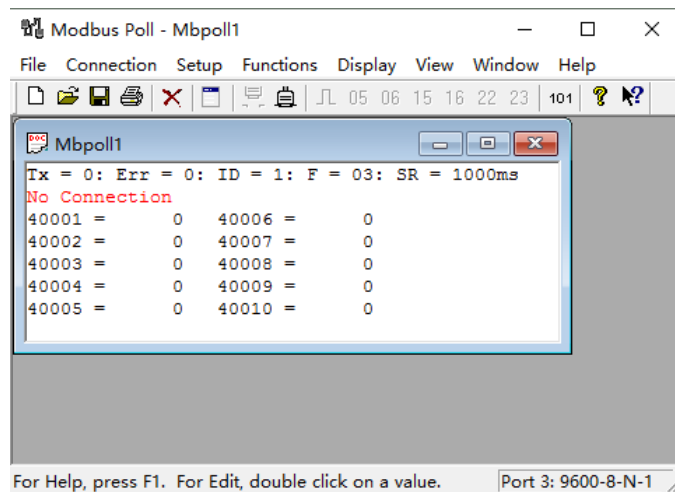 Modbus Poll - Mbpoll1
File Connection Setup Functions Display View Window Help
05 06 15 16 22 23 101
DOC Mbpoll1
Tx = 0: Err = 0: ID = 1: F = 03: SR = 1000ms
No Connection
40001 = 0 40006 = 0
40002 = 0 40007 = 0
40003 = 0 40008 = 0
40004 = 0 40009 = 0
40005 = 0 40010 = 0
For Help, press F1. For Edit, double click on a value. Port 3: 9600-8-N-1